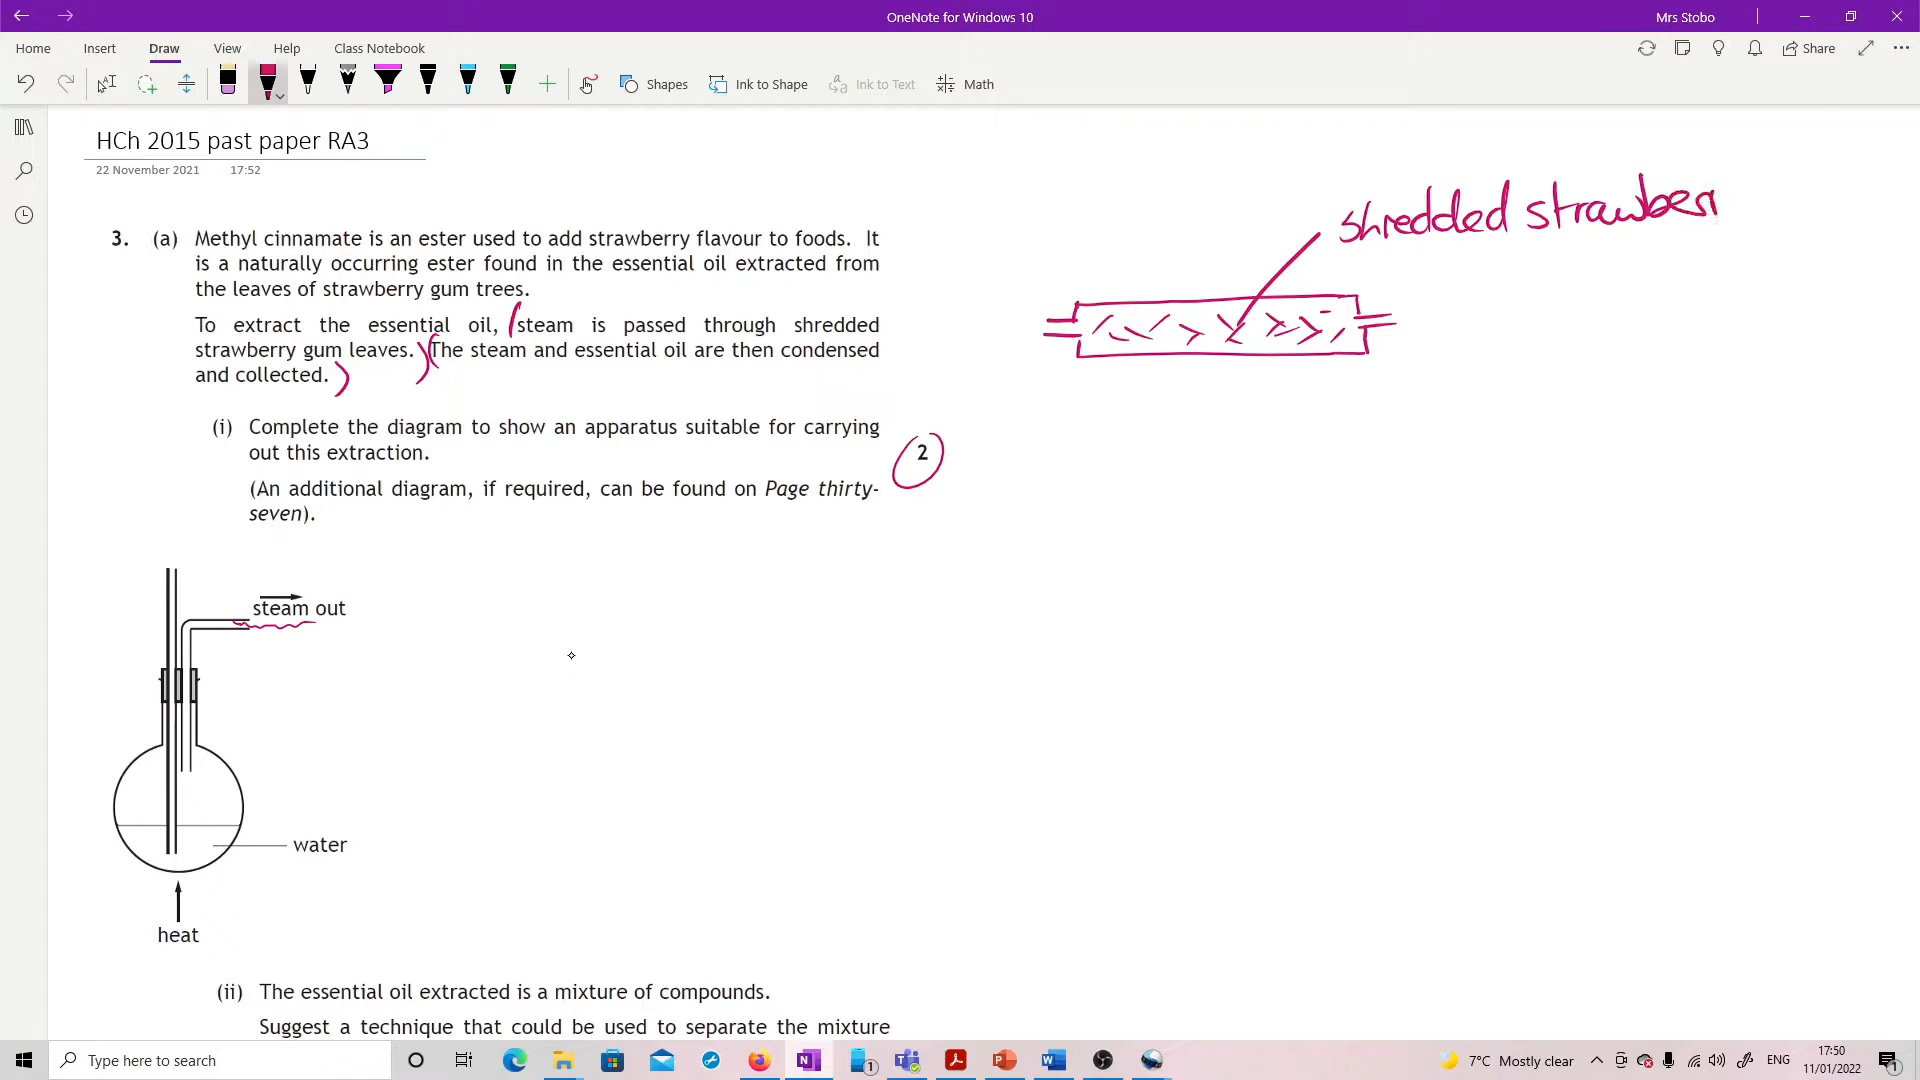 OneNote for Windows 10
Mrs Stobo
Home Insert Draw View Help Class Notebook
Share
Shapes Ink to Shape Ink to Text Math
HCh 2015 past paper RA3
22 November 2021 17:52
shredded strawber
3. (a) Methyl cinnamate is an ester used to add strawberry flavour to foods. It
is a naturally occurring ester found in the essential oil extracted from
the leaves of strawberry gum trees.
To extract the essential oil, steam is passed through shredded
strawberry gum leaves. The steam and essential oil are then condensed
and collected.
(i) Complete the diagram to show an apparatus suitable for carrying
out this extraction. 2
(An additional diagram, if required, can be found on Page thirty-
seven).
steam out
water
heat
(ii) The essential oil extracted is a mixture of compounds.
Suggest a technique that could be used to separate the mixture
Type here to search
1
7°C Mostly clear
ENG
17:50
11/01/2022
1